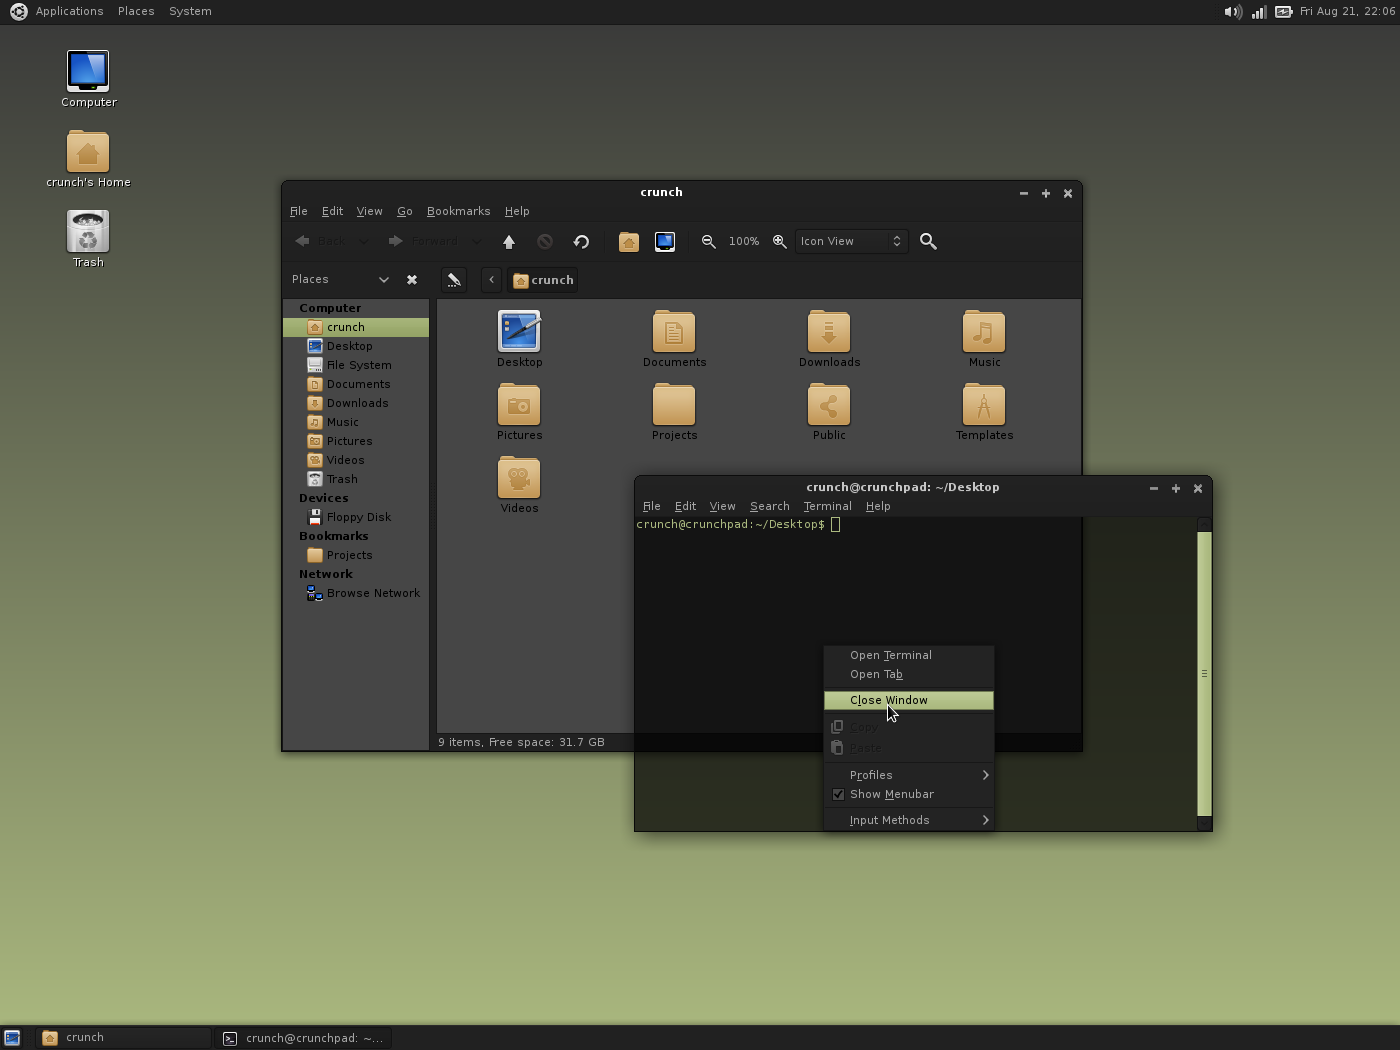 Applications Places System Fri Aug 21, 22:06
Computer
crunch's Home
Trash
crunch
File Edit View Go Bookmarks Help
Back Forward 100% Icon View
Places crunch
Computer
crunch
Desktop
File System
Documents
Downloads
Music
Pictures
Videos
Trash
Devices
Floppy Disk
Bookmarks
Projects
Network
Browse Network
Desktop Documents Downloads Music
Pictures Projects Public Templates
Videos
9 items, Free space: 31.7 GB
crunch@crunchpad: ~/Desktop
File Edit View Search Terminal Help
crunch@crunchpad:~/Desktop$
Open Terminal
Open Tab
Close Window
Copy
Paste
Profiles
Show Menubar
Input Methods
crunch crunch@crunchpad: ~...